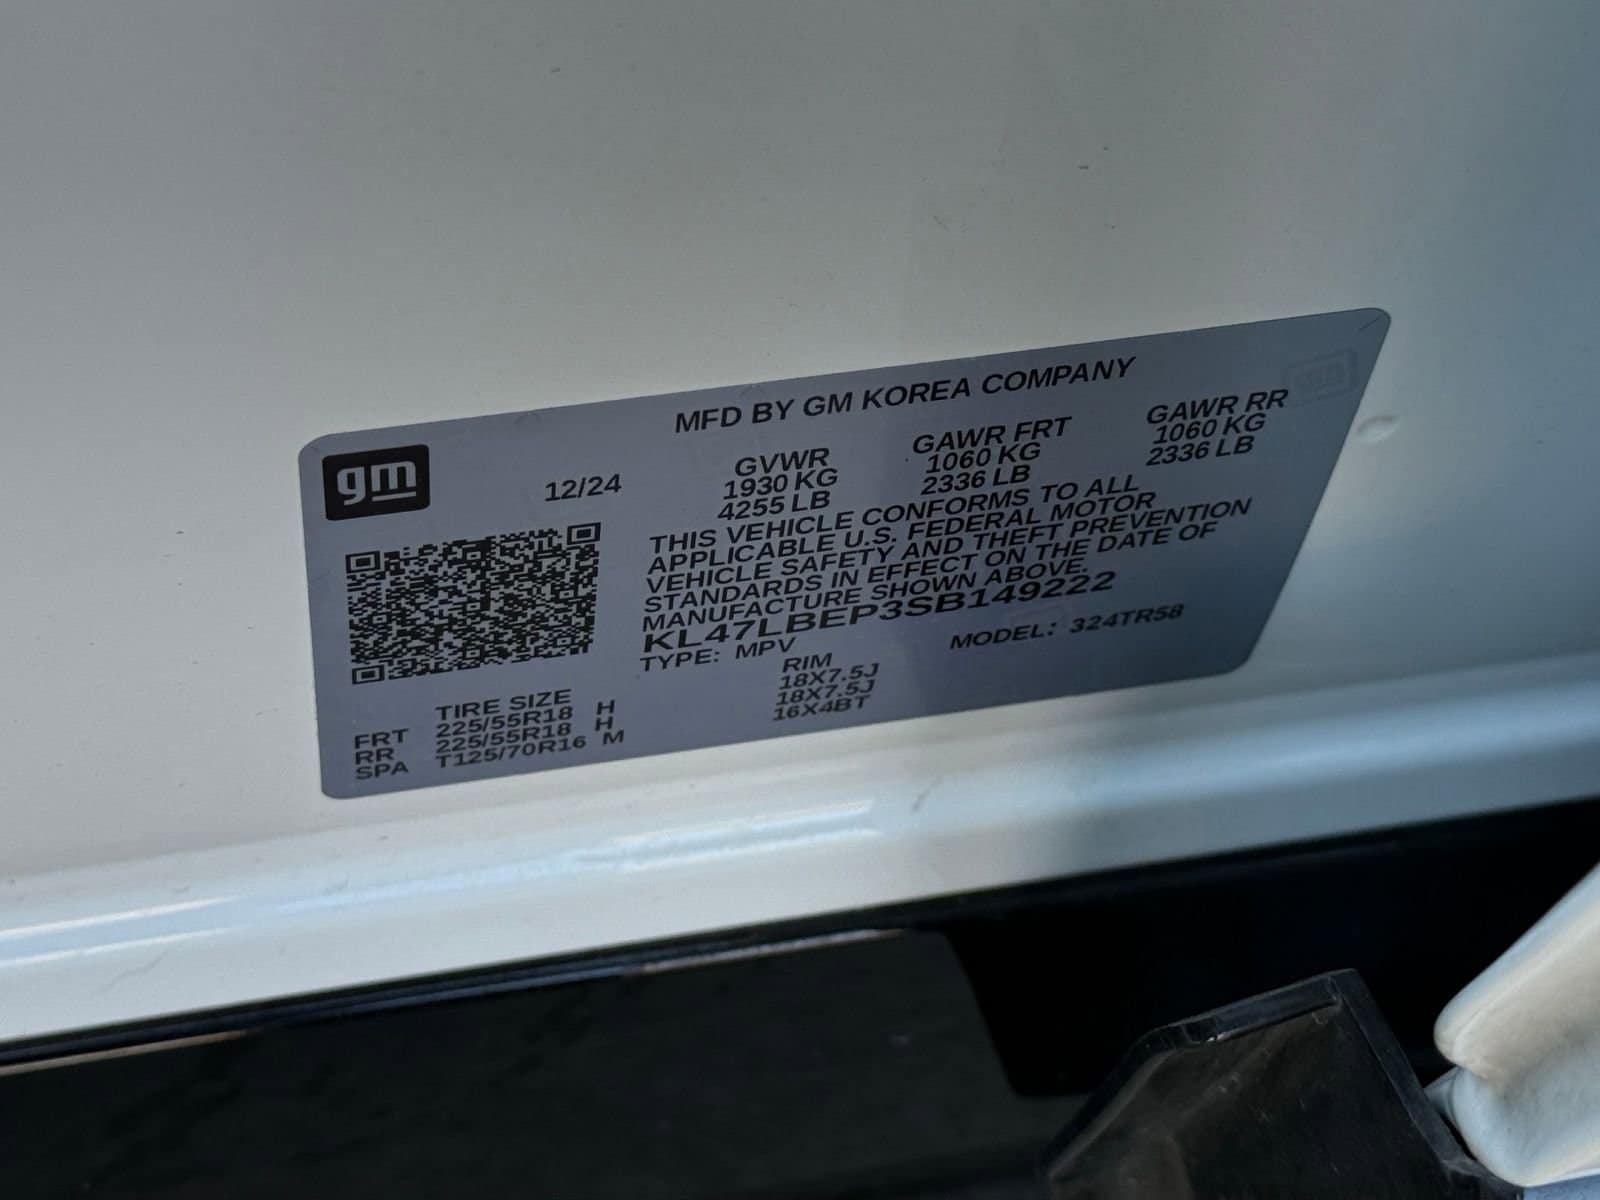 gm
MFD BY GM KOREA COMPANY
12/24
GVWR GAWR FRT GAWR RR
1930 KG 1060 KG 1060 KG
4255 LB 2336 LB 2336 LB
THIS VEHICLE CONFORMS TO ALL
APPLICABLE U.S. FEDERAL MOTOR
VEHICLE SAFETY AND THEFT PREVENTION
STANDARDS IN EFFECT ON THE DATE OF
MANUFACTURE SHOWN ABOVE.
KL47LBEP3SB149222
TYPE: MPV MODEL: 324TR58
TIRE SIZE RIM
FRT 225/55R18 H 18X7.5J
RR 225/55R18 H 18X7.5J
SPA T125/70R16 M 16X4BT